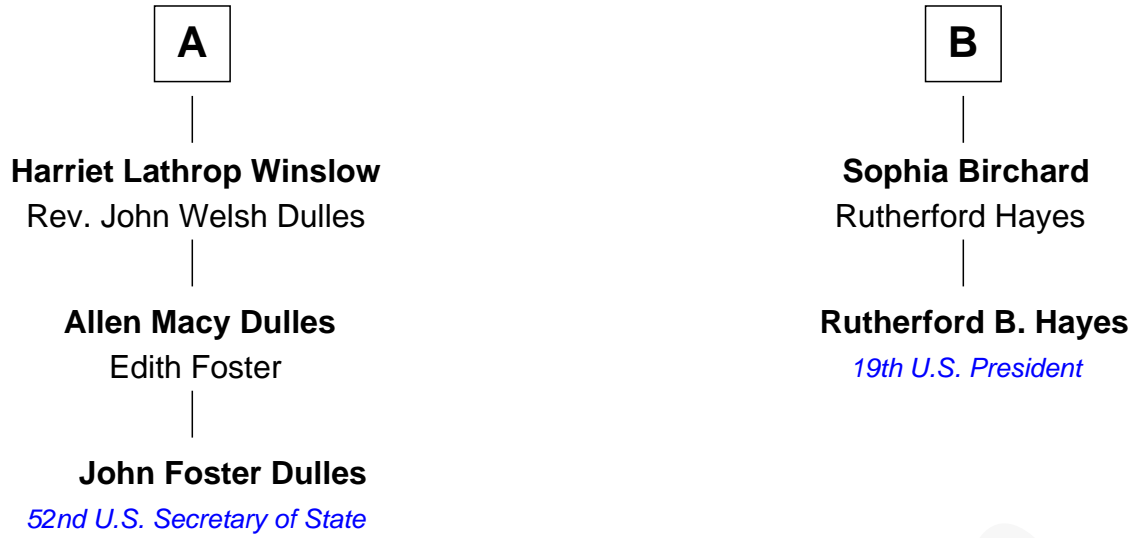 A
B
Harriet Lathrop Winslow
Rev. John Welsh Dulles
Sophia Birchard
Rutherford Hayes
Allen Macy Dulles
Edith Foster
Rutherford B. Hayes
19th U.S. President
John Foster Dulles
52nd U.S. Secretary of State